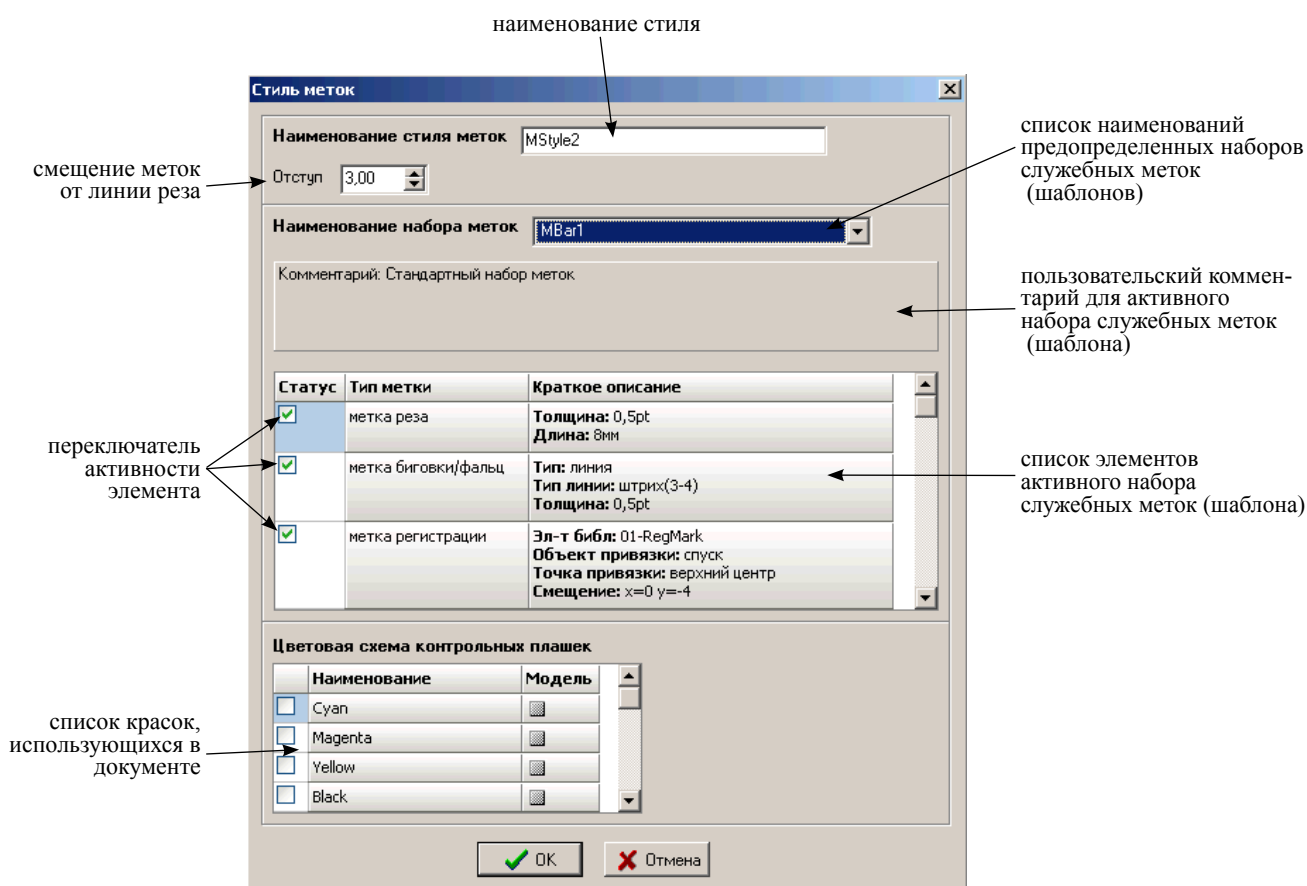 наименование стиля
Стиль меток
Наименование стиля меток MStyle2
Отступ 3,00
смещение меток
от линии реза
список наименований
предопределенных наборов
служебных меток
(шаблонов)
Наименование набора меток MBar1
Комментарий: Стандартный набор меток
пользовательский коммен-
тарий для активного
набора служебных меток
(шаблона)
Статус Тип метки Краткое описание
метка реза Толщина: 0,5pt
Длина: 8мм
метка биговки/фальц Тип: линия
Тип линии: штрих(3-4)
Толщина: 0,5pt
метка регистрации Эл-т библ: 01-RegMark
Объект привязки: спуск
Точка привязки: верхний центр
Смещение: x=0 y=-4
переключатель
активности
элемента
список элементов
активного набора
служебных меток (шаблона)
Цветовая схема контрольных плашек
Наименование Модель
Cyan
Magenta
Yellow
Black
список красок,
использующихся в
документе
OK Отмена